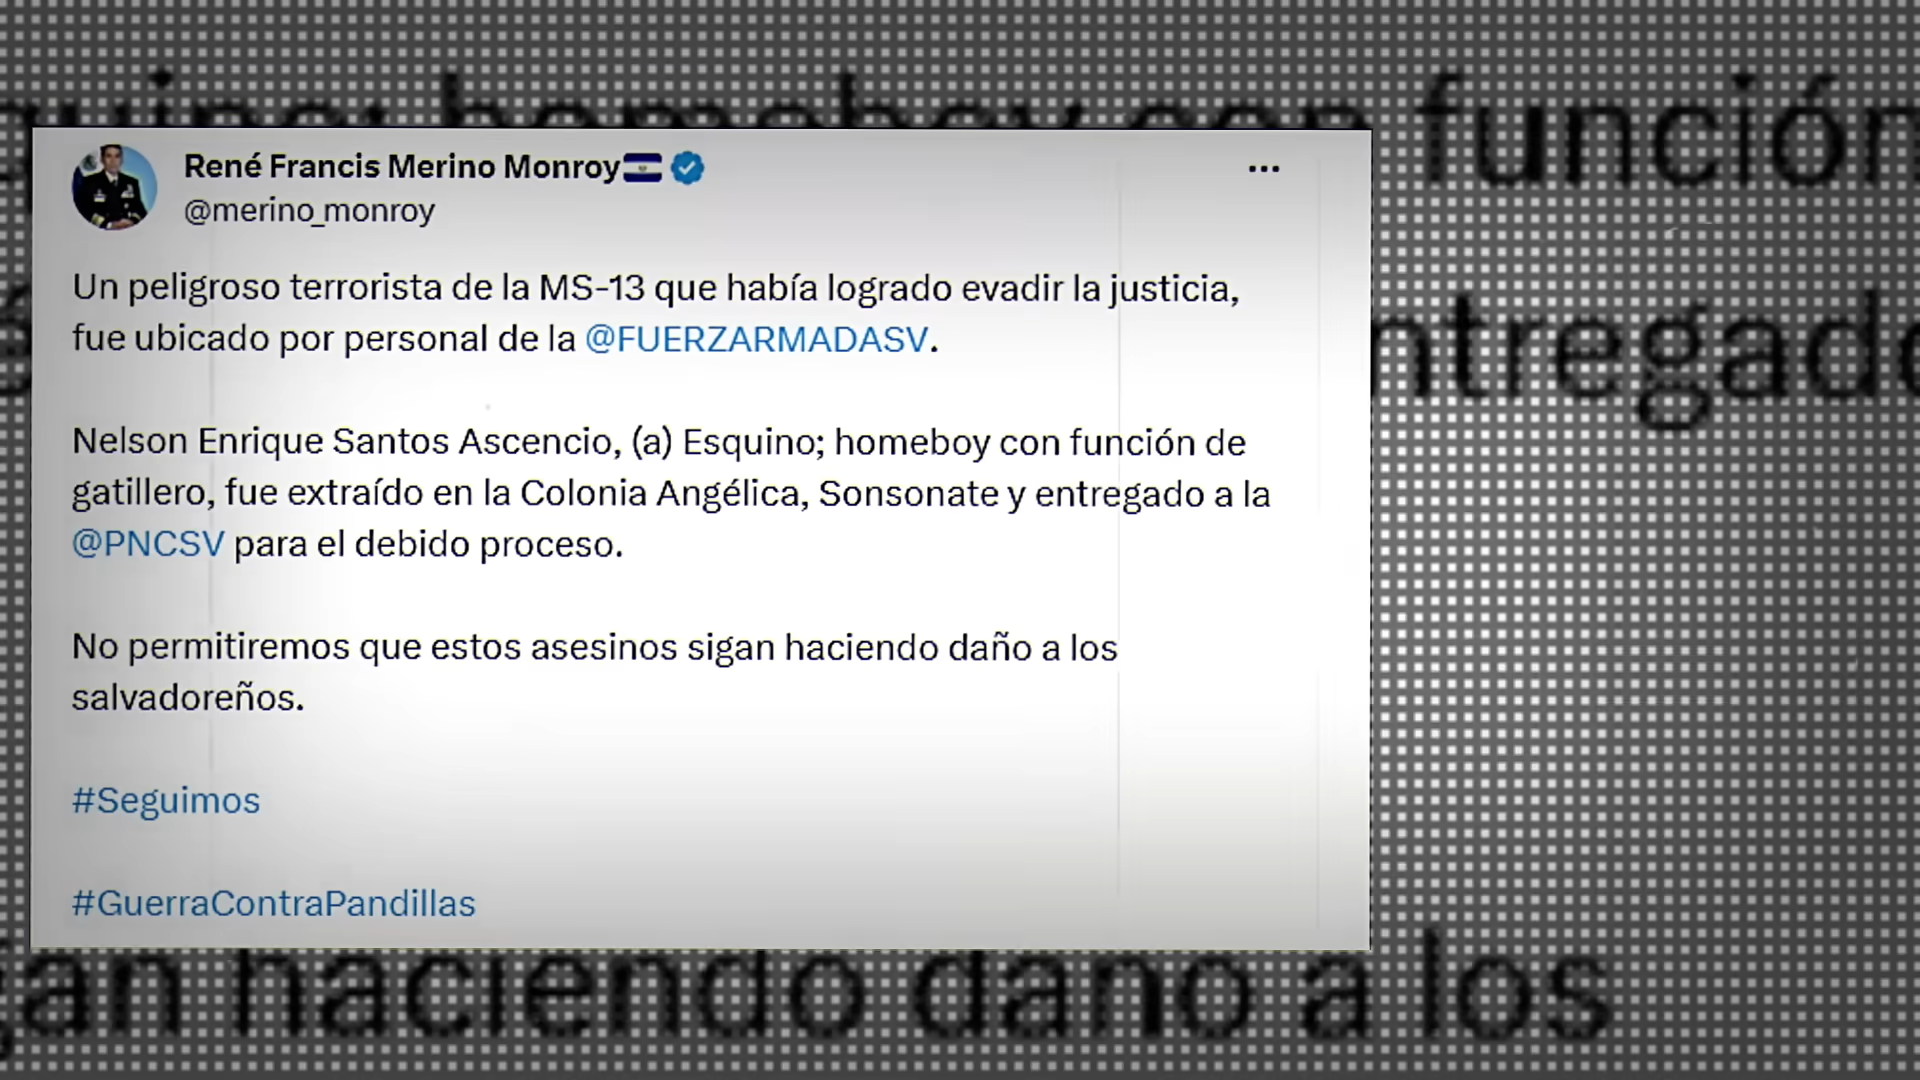 función
René Francis Merino Monroy
@merino_monroy
Un peligroso terrorista de la MS-13 que había logrado evadir la justicia,
fue ubicado por personal de la @FUERZARMADASV.
Nelson Enrique Santos Ascencio, (a) Esquino; homeboy con función de
gatillero, fue extraído en la Colonia Angélica, Sonsonate y entregado a la
@PNCSV para el debido proceso.
No permitiremos que estos asesinos sigan haciendo daño a los
salvadoreños.
#Seguimos
#GuerraContraPandillas
haciendo daño a los